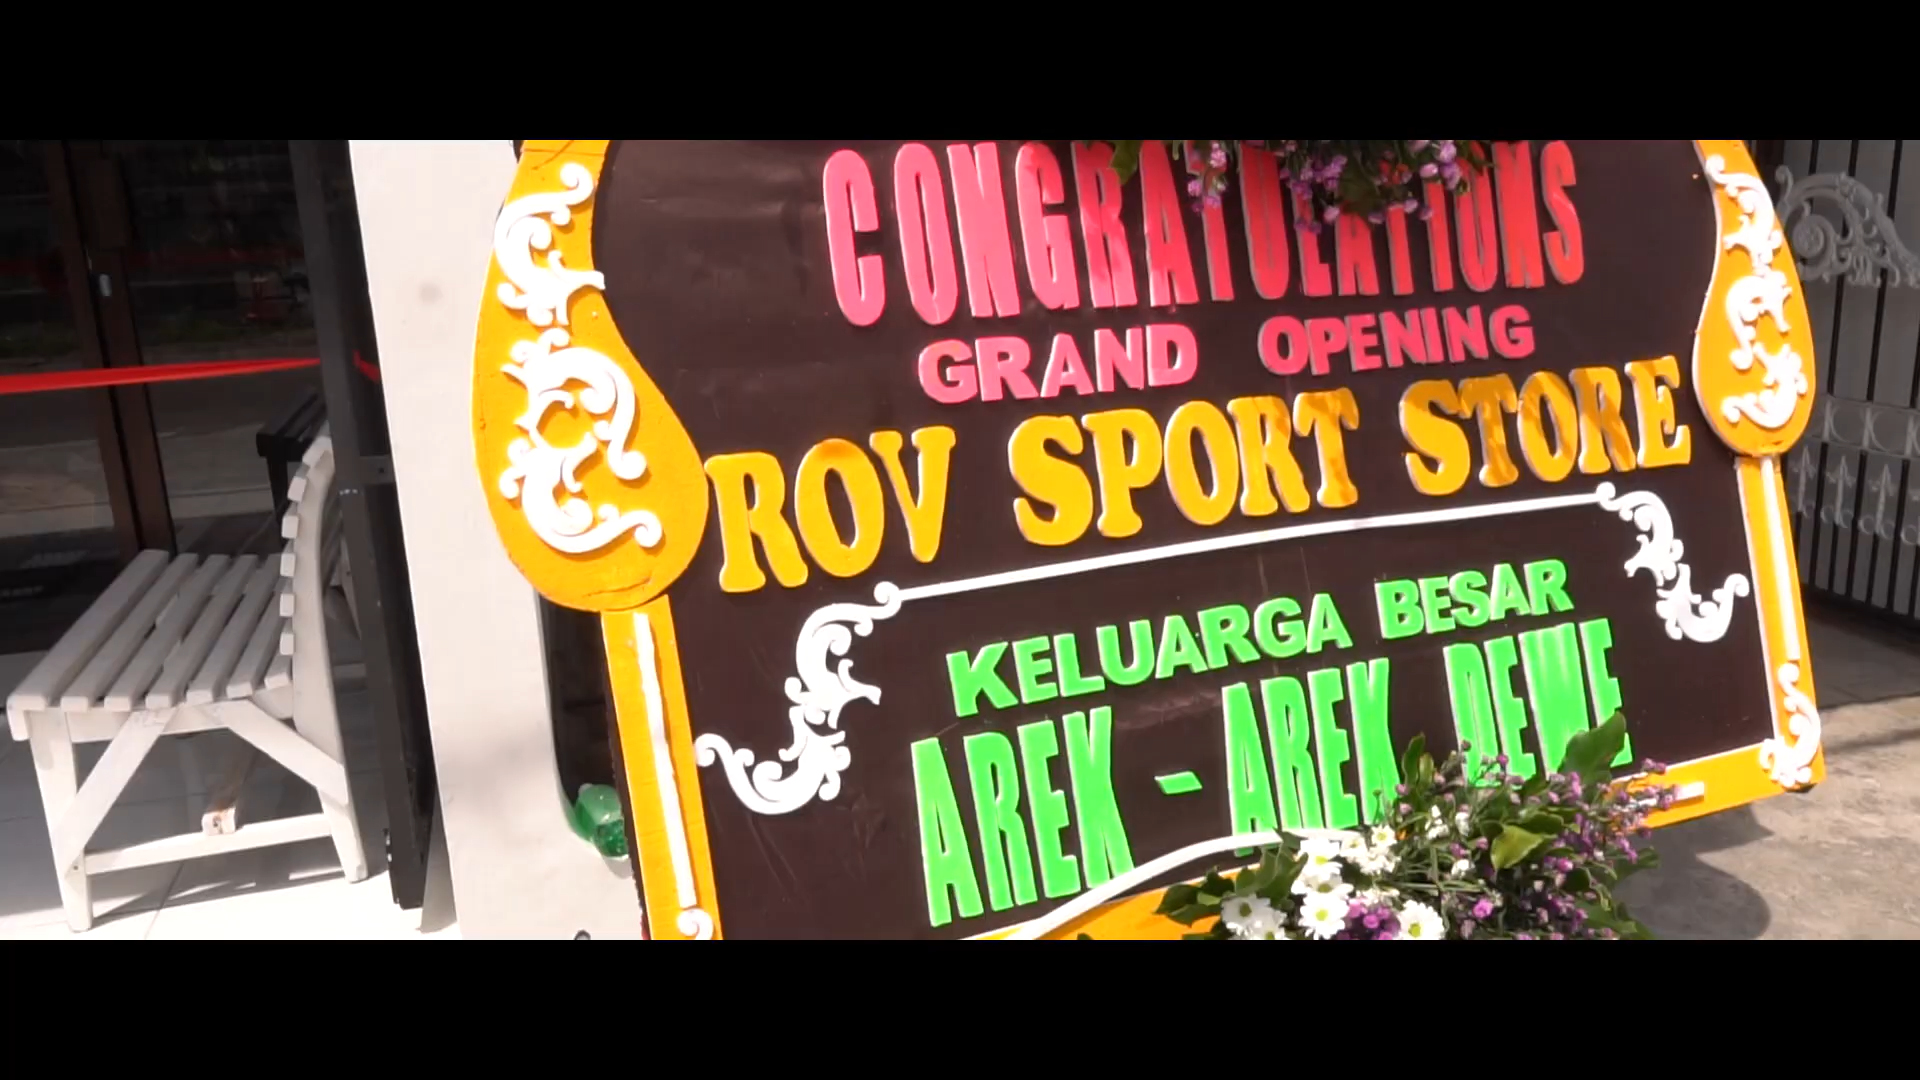 CONGRATULATIONS
GRAND OPENING
ROV SPORT STORE
KELUARGA BESAR
AREK - AREK DEWE